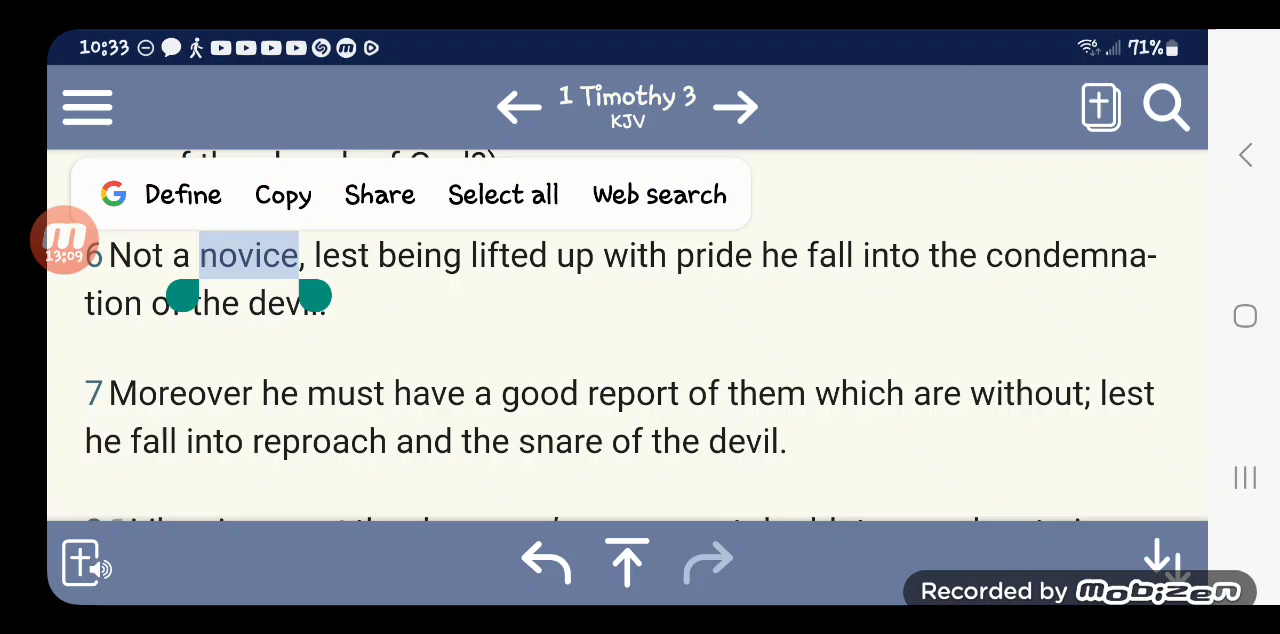 10:33 71%
1 Timothy 3
KJV
Define Copy Share Select all Web search
13:09
6 Not a novice, lest being lifted up with pride he fall into the condemna-
tion of the devil.
7 Moreover he must have a good report of them which are without; lest
he fall into reproach and the snare of the devil.
Recorded by mobizen